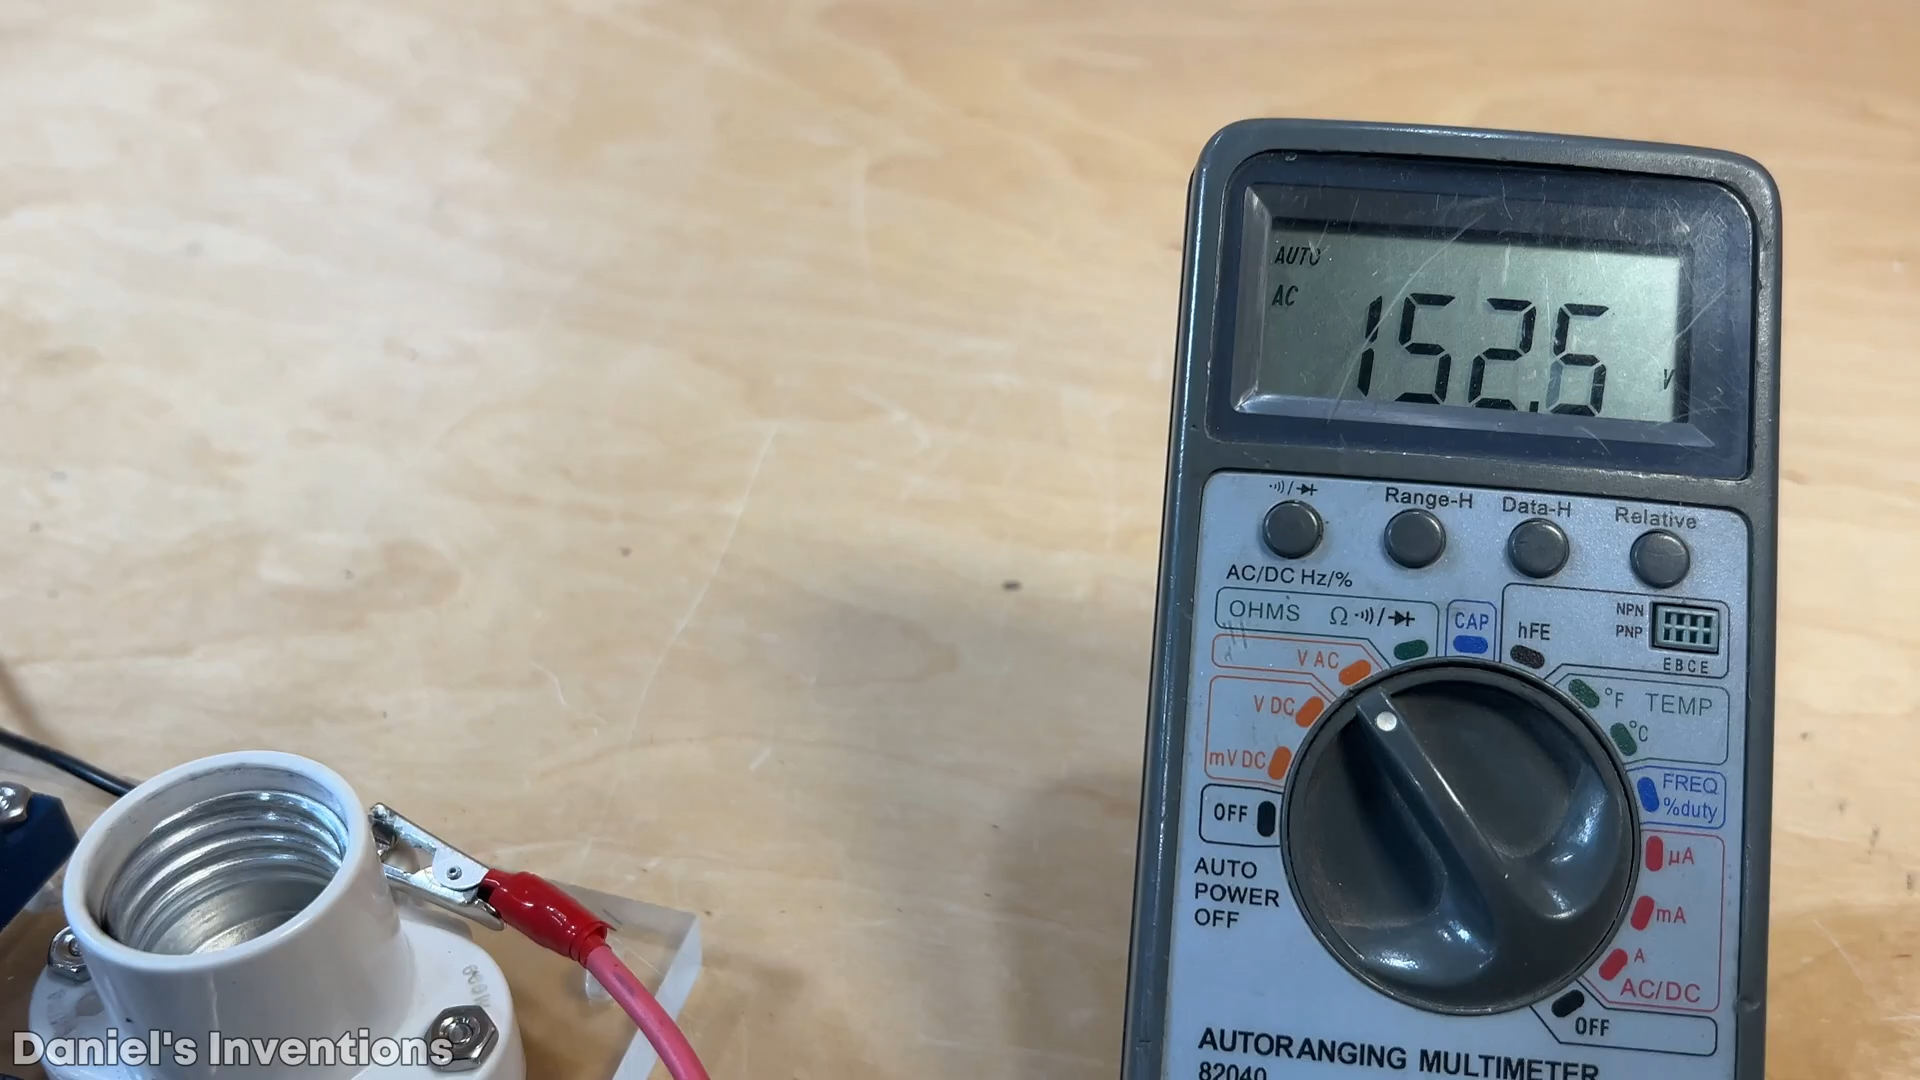 AUTO
AC
152.6
V
Range-H
Data-H
Relative
AC/DC Hz/%
OHMS Ω
CAP
hFE
NPN
PNP
EBCE
V AC
V DC
mV DC
OFF
°F TEMP
°C
FREQ
%duty
µA
mA
A
AC/DC
OFF
AUTO
POWER
OFF
AUTORANGING MULTIMETER
82040
Daniel's Inventions